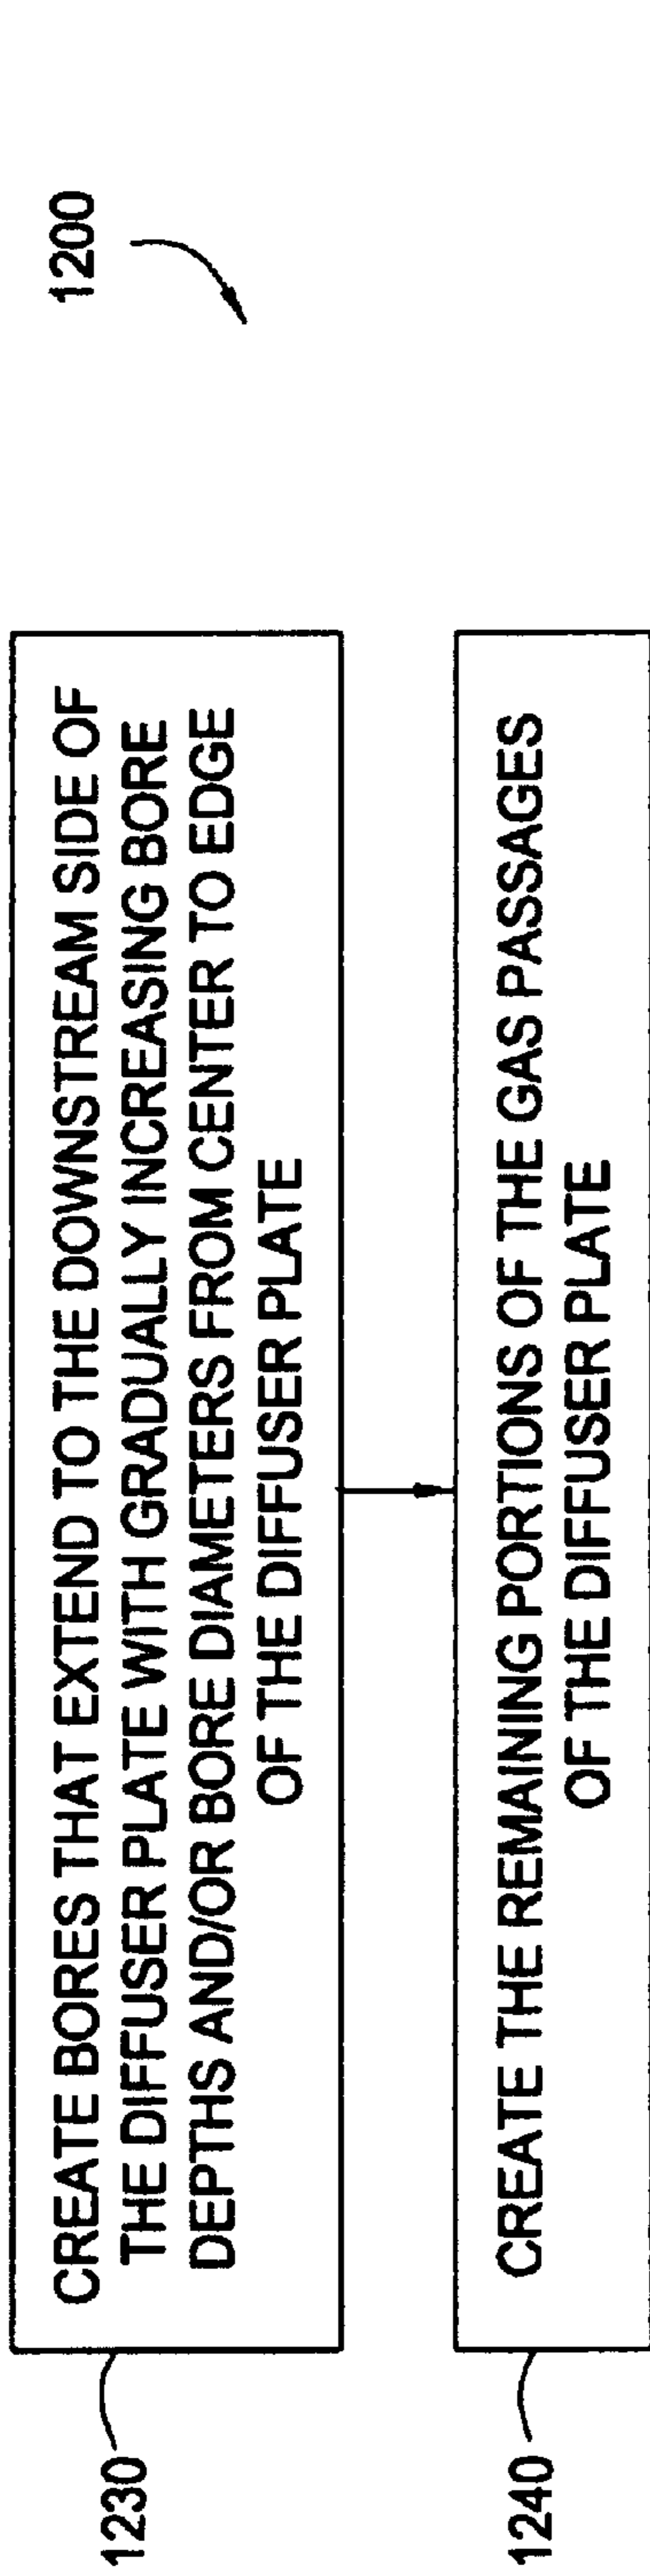 1200
1230
CREATE BORES THAT EXTEND TO THE DOWNSTREAM SIDE OF
THE DIFFUSER PLATE WITH GRADUALLY INCREASING BORE
DEPTHS AND/OR BORE DIAMETERS FROM CENTER TO EDGE
OF THE DIFFUSER PLATE
1240
CREATE THE REMAINING PORTIONS OF THE GAS PASSAGES
OF THE DIFFUSER PLATE